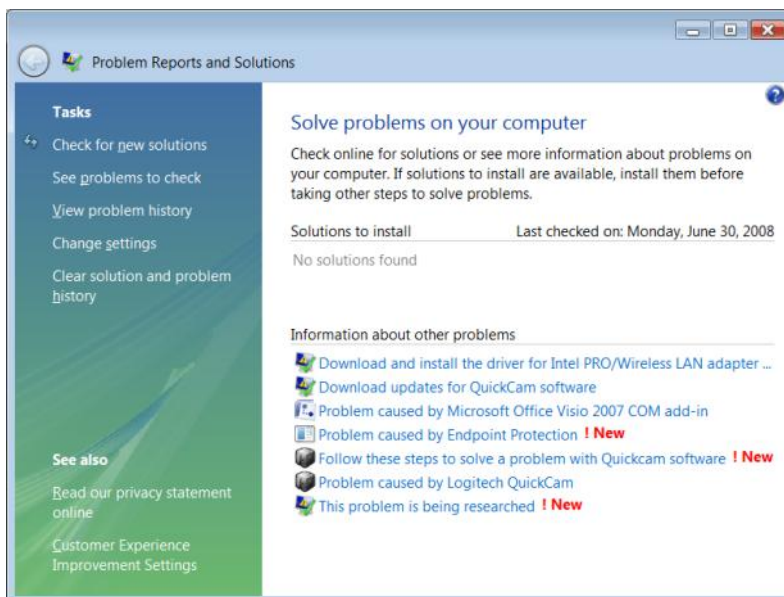 Problem Reports and Solutions
Tasks
Check for new solutions
See problems to check
View problem history
Change settings
Clear solution and problem
history
See also
Read our privacy statement
online
Customer Experience
Improvement Settings
Solve problems on your computer
Check online for solutions or see more information about problems on
your computer. If solutions to install are available, install them before
taking other steps to solve problems.
Solutions to install Last checked on: Monday, June 30, 2008
No solutions found
Information about other problems
Download and install the driver for Intel PRO/Wireless LAN adapter ...
Download updates for QuickCam software
Problem caused by Microsoft Office Visio 2007 COM add-in
Problem caused by Endpoint Protection ! New
Follow these steps to solve a problem with Quickcam software ! New
Problem caused by Logitech QuickCam
This problem is being researched ! New